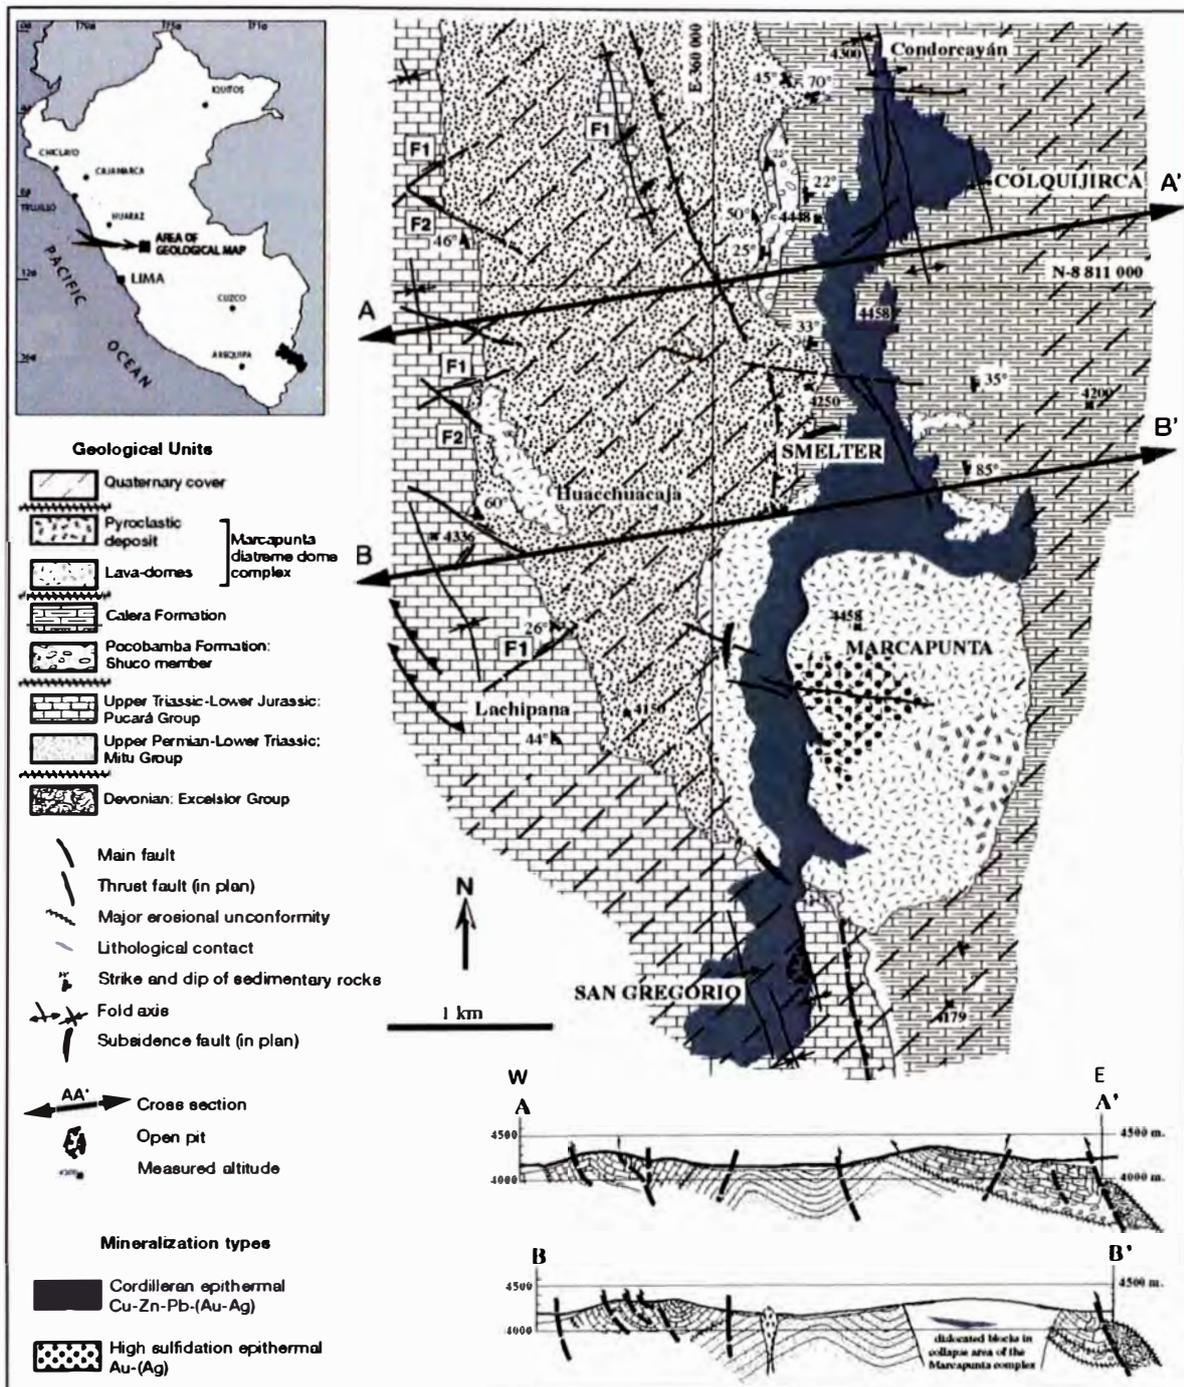 70o
75o
71o
IQUITOS
CHICLAYO
CAJAMARCA
TRUJILLO
HUARAZ
AREA OF
GEOLOGICAL MAP
LIMA
12o
CUZCO
AREQUIPA
PACIFIC
OCEAN
Geological Units
Quaternary cover
Pyroclastic
deposit
Marcapunta
diatreme dome
complex
Lava-domes
Calera Formation
Pocobamba Formation:
Shuco member
Upper Triassic-Lower Jurassic:
Pucará Group
Upper Permian-Lower Triassic:
Mitu Group
Devonian: Excelsior Group
Main fault
Thrust fault (in plan)
Major erosional unconformity
Lithological contact
Strike and dip of sedimentary rocks
Fold axis
Subsidence fault (in plan)
AA'
Cross section
Open pit
Measured altitude
Mineralization types
Cordilleran epithermal
Cu-Zn-Pb-(Au-Ag)
High sulfidation epithermal
Au-(Ag)
E-360 000
4300
Condorcayán
45°
70°
F1
F1
F2
46°
22°
50°
4448
25°
COLQUIJIRCA
A'
N-8 811 000
A
4458
33°
F1
F2
4250
35°
4200
B'
SMELTER
85°
Huacchuacaja
60°
4336
B
26°
F1
4458
MARCAPUNTA
Lachipana
4150
44°
N
SAN GREGORIO
1 km
4179
W
E
A
A'
4500
4500 m.
4000
4000 m.
B
B'
4500
4500 m.
4000
dislocated blocks in
collapse area of the
Marcapunta complex